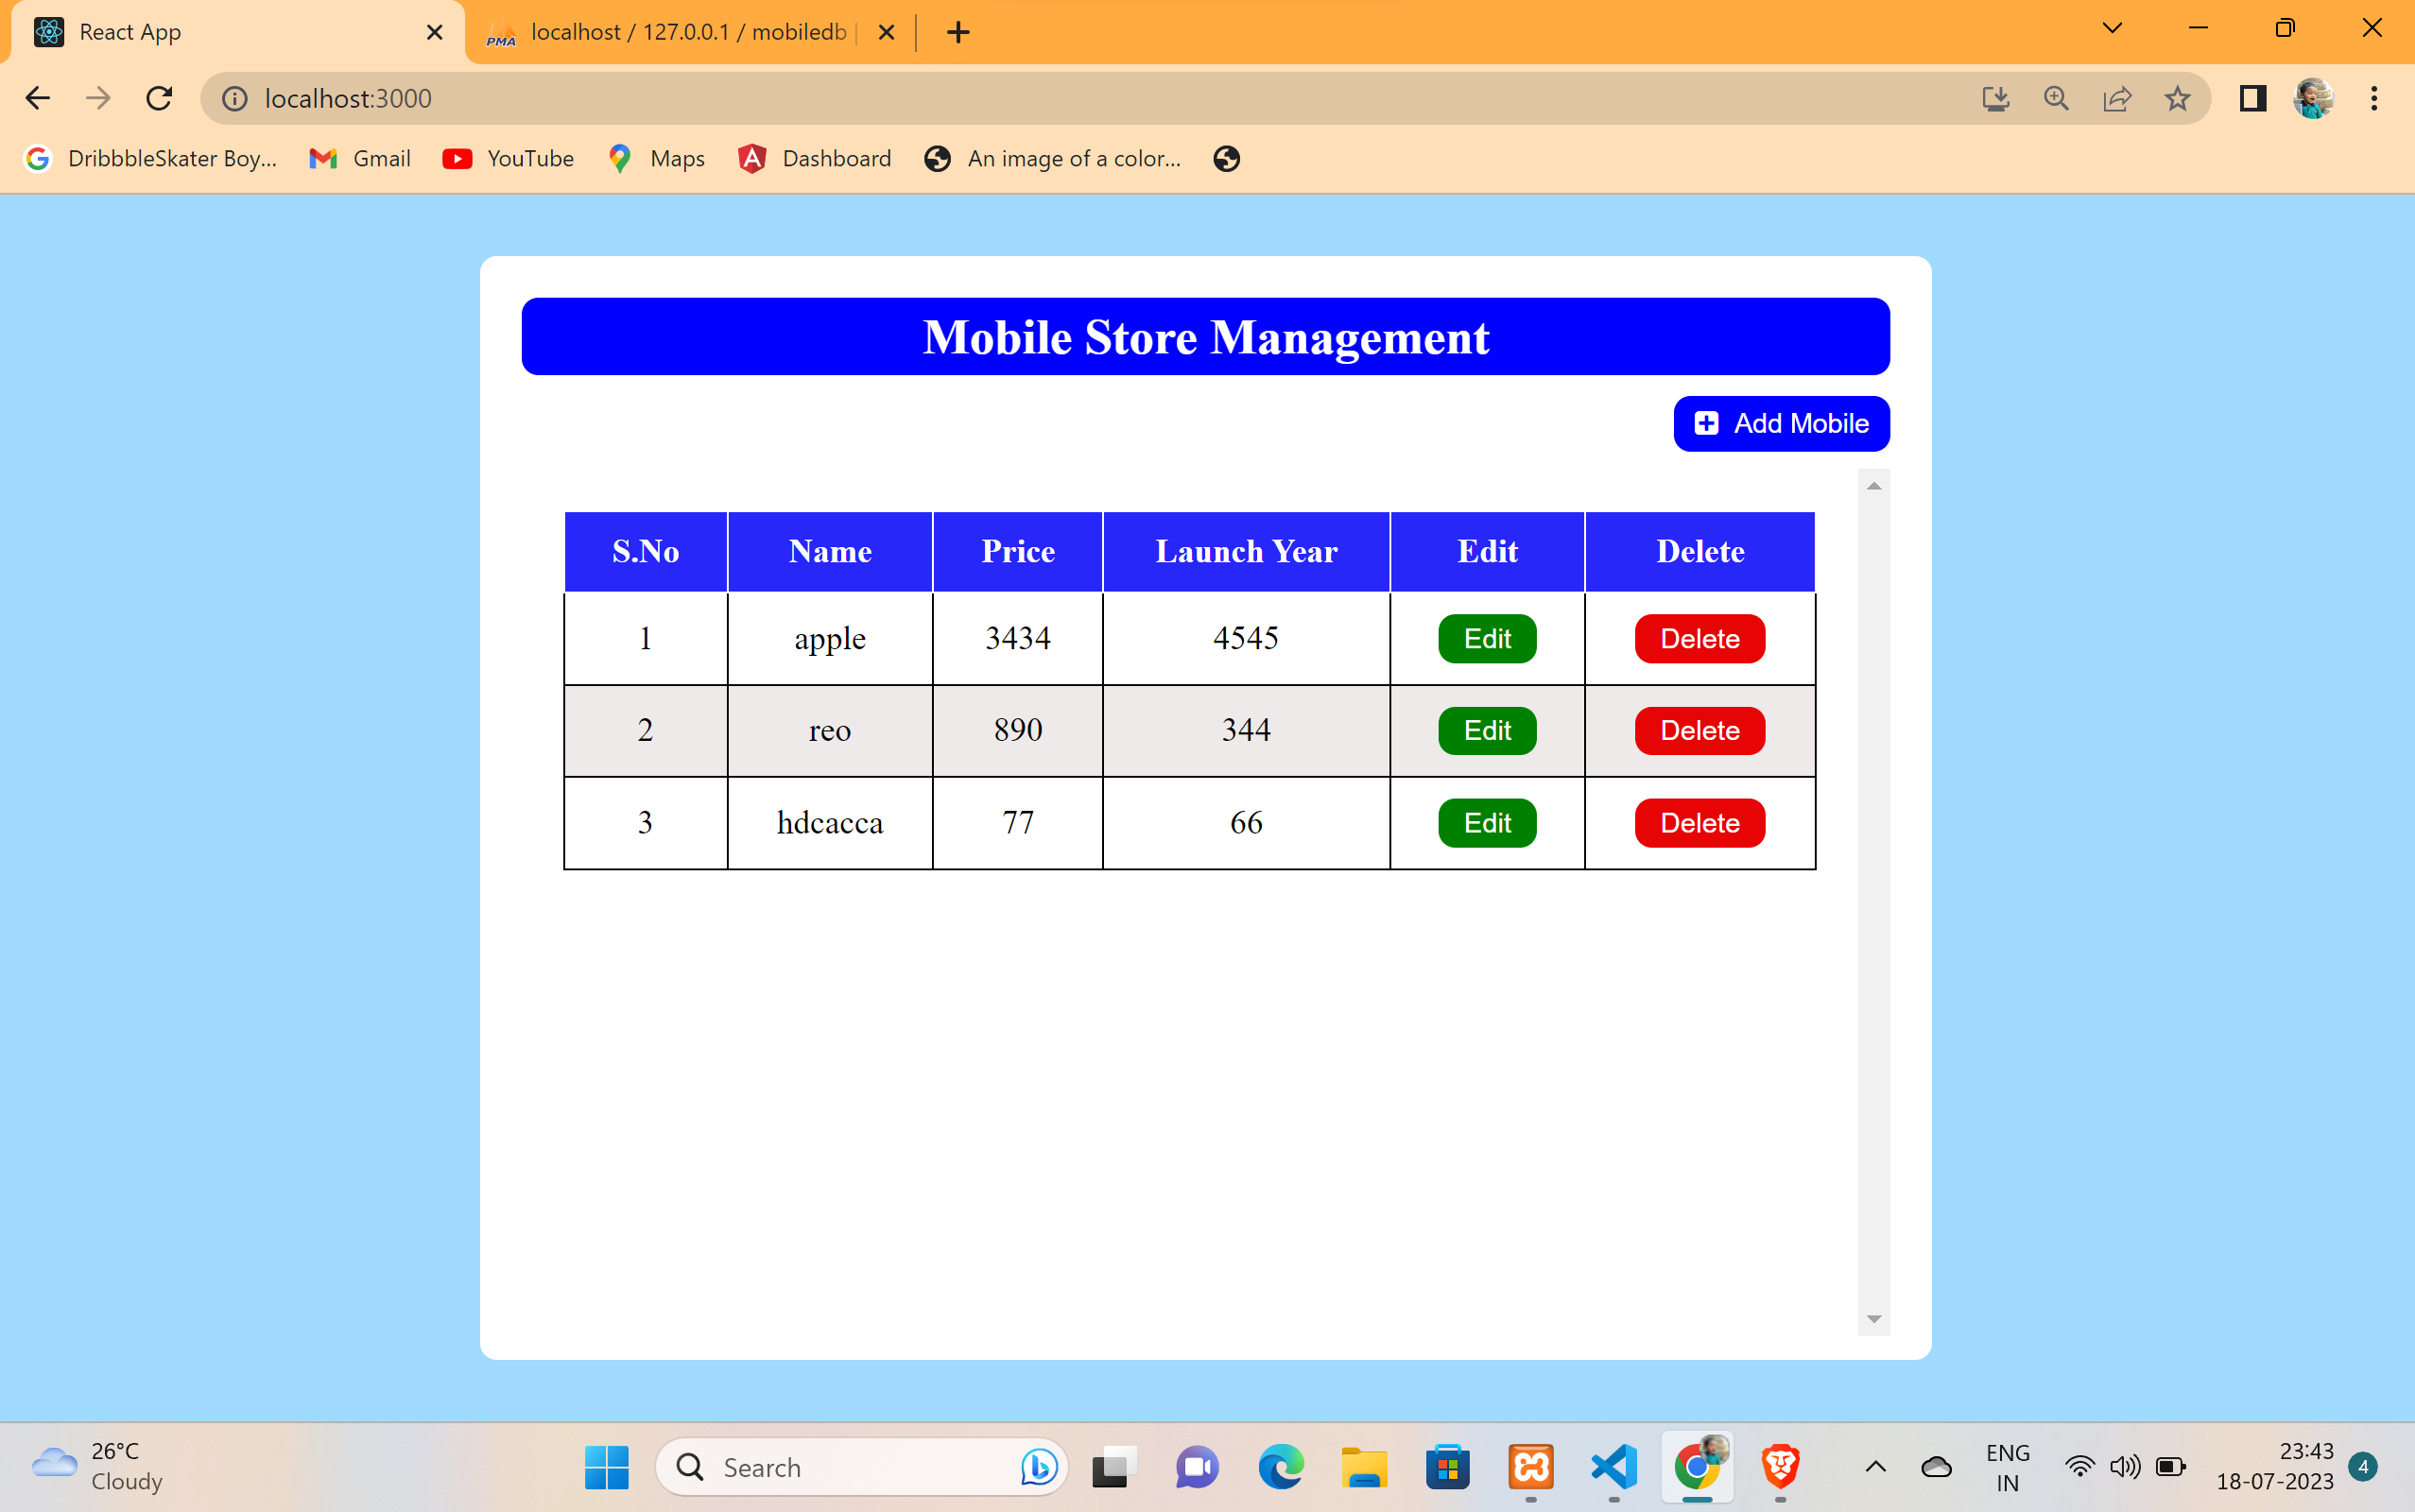 React App
PMA localhost / 127.0.0.1 / mobiledb |
localhost:3000
DribbbleSkater Boy... Gmail YouTube Maps Dashboard An image of a color...
Mobile Store Management
Add Mobile
S.No Name Price Launch Year Edit Delete
1 apple 3434 4545 Edit Delete
2 reo 890 344 Edit Delete
3 hdcacca 77 66 Edit Delete
26°C
Cloudy
Search
ENG
IN
23:43
18-07-2023
4